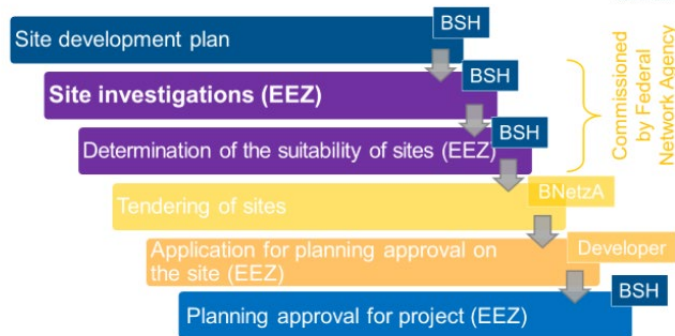 BSH
Site development plan
BSH
Site investigations (EEZ)
BSH
Determination of the suitability of sites (EEZ)
Commissioned
by Federal
Network Agency
BNetzA
Tendering of sites
Developer
Application for planning approval on
the site (EEZ)
BSH
Planning approval for project (EEZ)